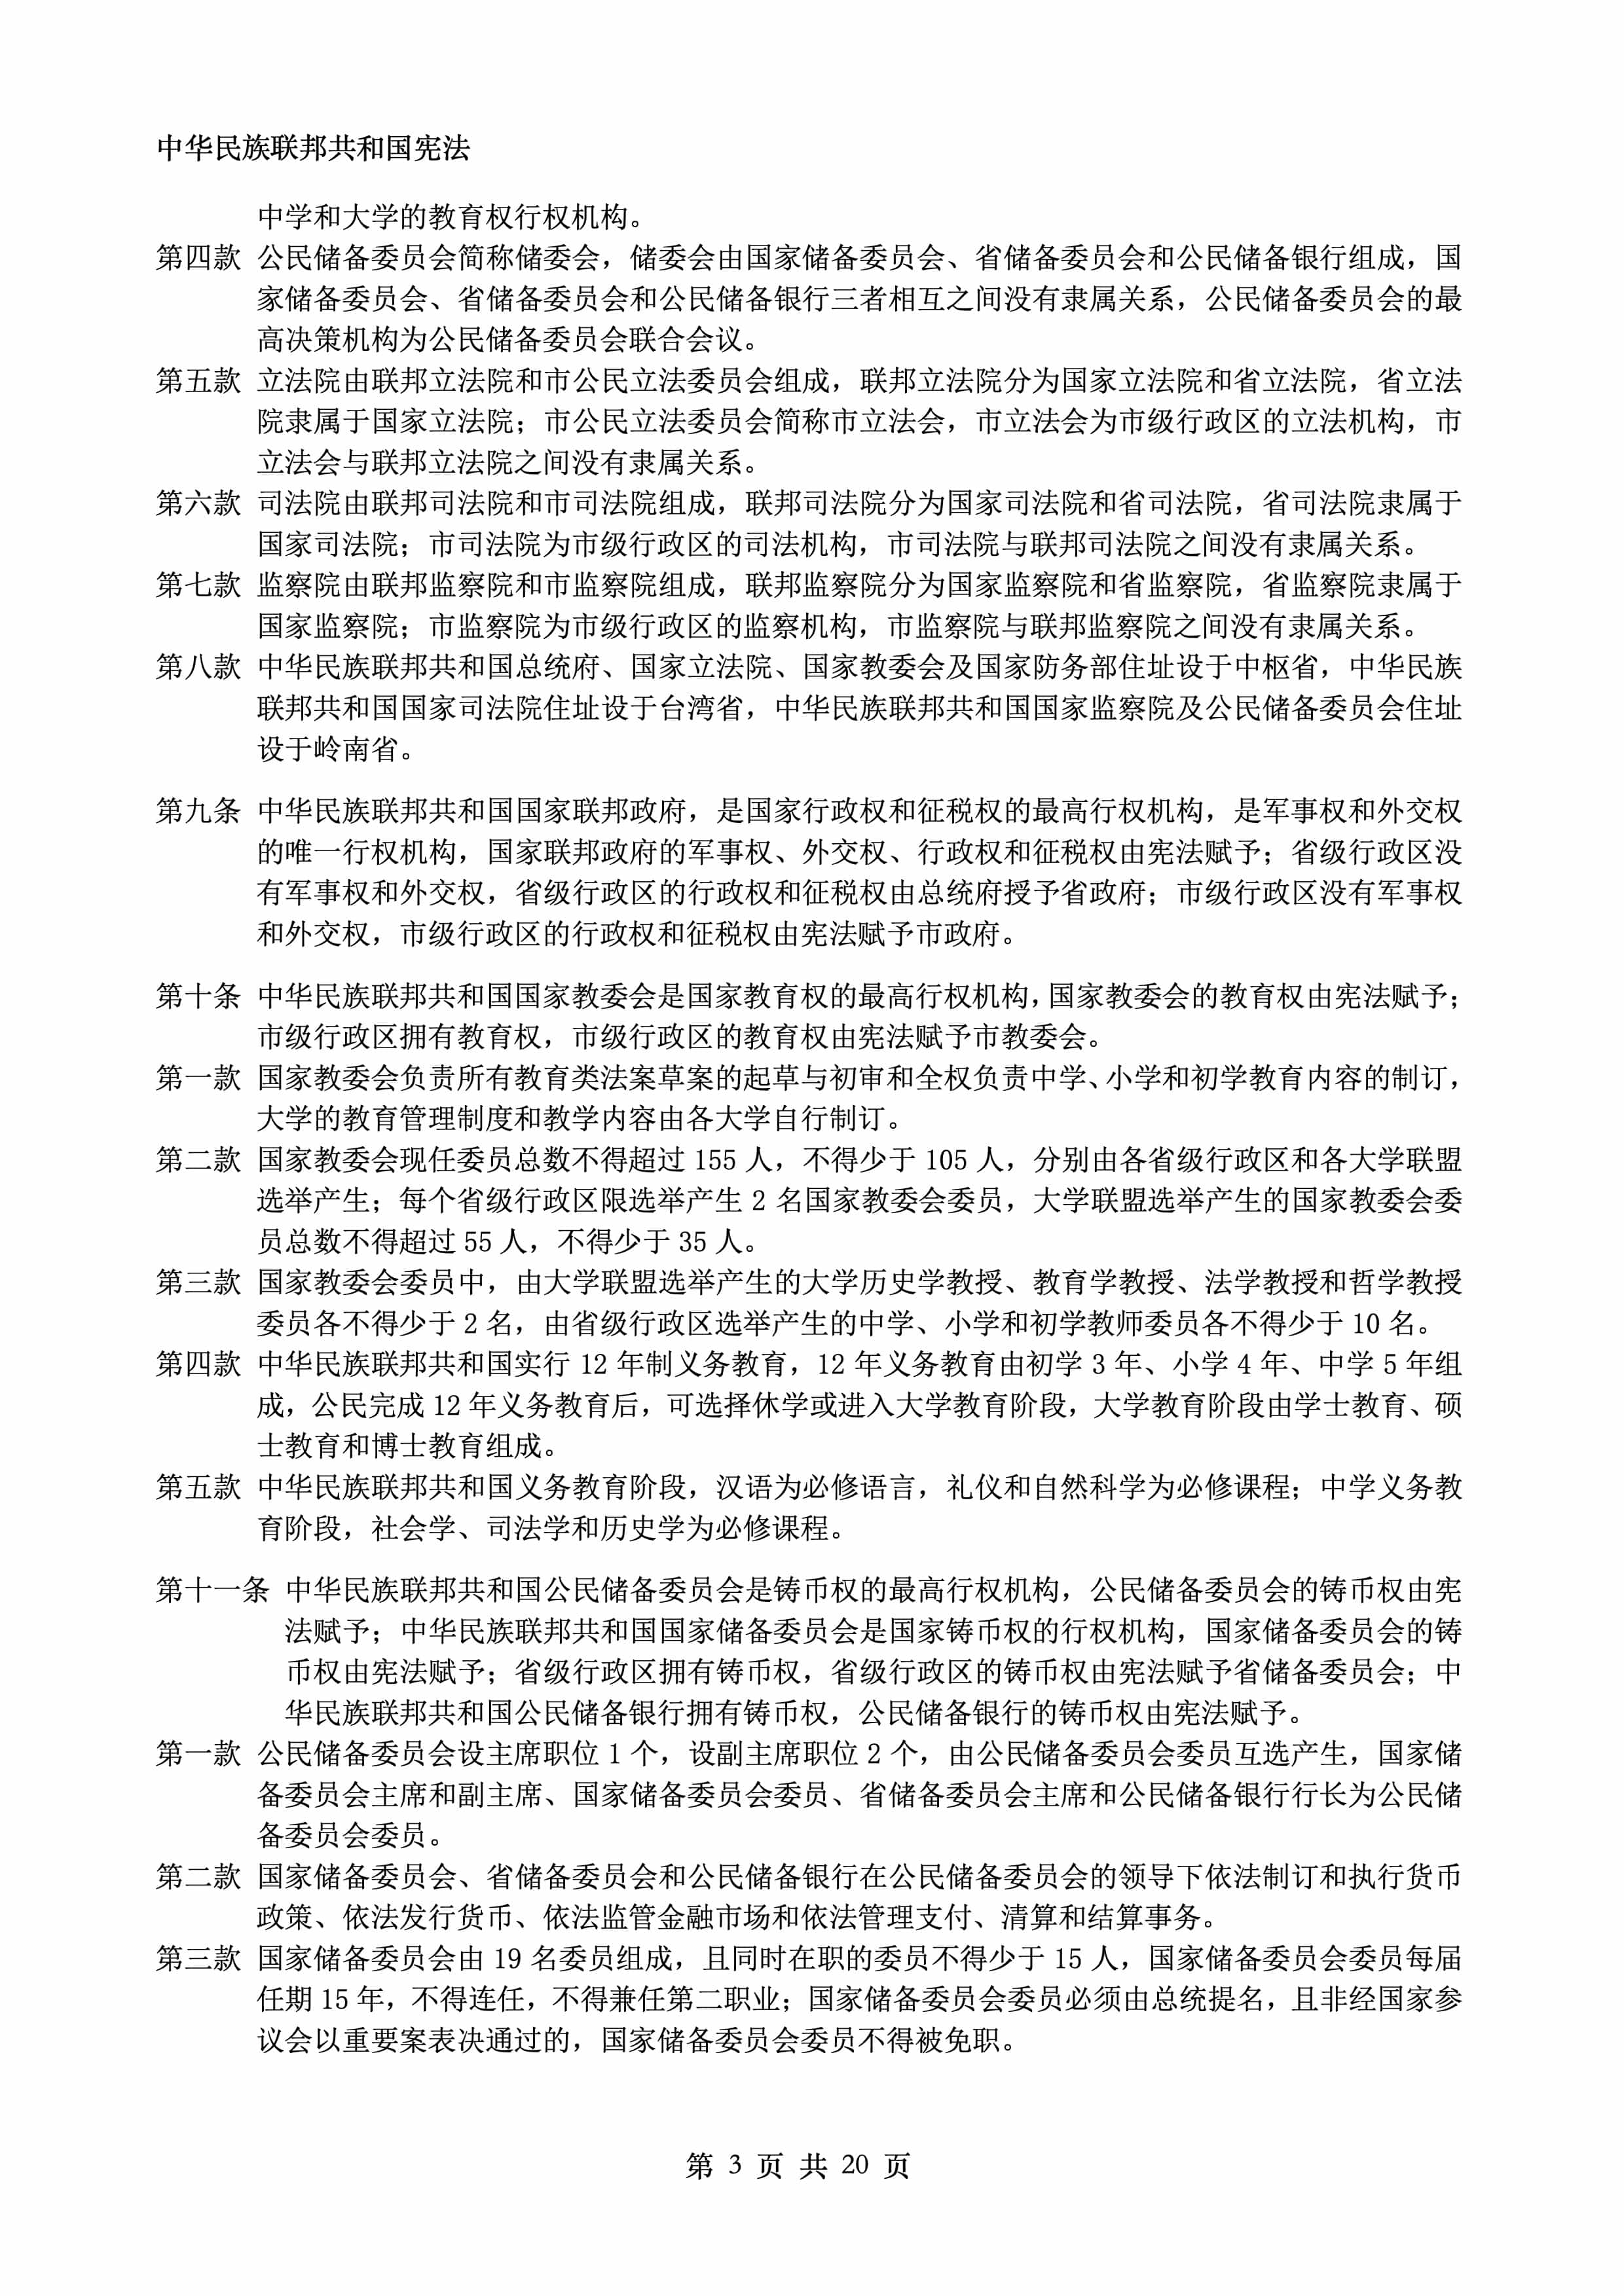 中华民族联邦共和国宪法
中学和大学的教育权行权机构。
第四款 公民储备委员会简称储委会，储委会由国家储备委员会、省储备委员会和公民储备银行组成，国
家储备委员会、省储备委员会和公民储备银行三者相互之间没有隶属关系，公民储备委员会的最
高决策机构为公民储备委员会联合会议。
第五款 立法院由联邦立法院和市公民立法委员会组成，联邦立法院分为国家立法院和省立法院，省立法
院隶属于国家立法院；市公民立法委员会简称市立法会，市立法会为市级行政区的立法机构，市
立法会与联邦立法院之间没有隶属关系。
第六款 司法院由联邦司法院和市司法院组成，联邦司法院分为国家司法院和省司法院，省司法院隶属于
国家司法院；市司法院为市级行政区的司法机构，市司法院与联邦司法院之间没有隶属关系。
第七款 监察院由联邦监察院和市监察院组成，联邦监察院分为国家监察院和省监察院，省监察院隶属于
国家监察院；市监察院为市级行政区的监察机构，市监察院与联邦监察院之间没有隶属关系。
第八款 中华民族联邦共和国总统府、国家立法院、国家教委会及国家防务部住址设于中枢省，中华民族
联邦共和国国家司法院住址设于台湾省，中华民族联邦共和国国家监察院及公民储备委员会住址
设于岭南省。
第九条 中华民族联邦共和国国家联邦政府，是国家行政权和征税权的最高行权机构，是军事权和外交权
的唯一行权机构，国家联邦政府的军事权、外交权、行政权和征税权由宪法赋予；省级行政区没
有军事权和外交权，省级行政区的行政权和征税权由总统府授予省政府；市级行政区没有军事权
和外交权，市级行政区的行政权和征税权由宪法赋予市政府。
第十条 中华民族联邦共和国国家教委会是国家教育权的最高行权机构，国家教委会的教育权由宪法赋予；
市级行政区拥有教育权，市级行政区的教育权由宪法赋予市教委会。
第一款 国家教委会负责所有教育类法案草案的起草与初审和全权负责中学、小学和初学教育内容的制订，
大学的教育管理制度和教学内容由各大学自行制订。
第二款 国家教委会现任委员总数不得超过 155 人，不得少于 105 人，分别由各省级行政区和各大学联盟
选举产生；每个省级行政区限选举产生 2 名国家教委会委员，大学联盟选举产生的国家教委会委
员总数不得超过 55 人，不得少于 35 人。
第三款 国家教委会委员中，由大学联盟选举产生的大学历史学教授、教育学教授、法学教授和哲学教授
委员各不得少于 2 名，由省级行政区选举产生的中学、小学和初学教师委员各不得少于 10 名。
第四款 中华民族联邦共和国实行 12 年制义务教育，12 年义务教育由初学 3 年、小学 4 年、中学 5 年组
成，公民完成 12 年义务教育后，可选择休学或进入大学教育阶段，大学教育阶段由学士教育、硕
士教育和博士教育组成。
第五款 中华民族联邦共和国义务教育阶段，汉语为必修语言，礼仪和自然科学为必修课程；中学义务教
育阶段，社会学、司法学和历史学为必修课程。
第十一条 中华民族联邦共和国公民储备委员会是铸币权的最高行权机构，公民储备委员会的铸币权由宪
法赋予；中华民族联邦共和国国家储备委员会是国家铸币权的行权机构，国家储备委员会的铸
币权由宪法赋予；省级行政区拥有铸币权，省级行政区的铸币权由宪法赋予省储备委员会；中
华民族联邦共和国公民储备银行拥有铸币权，公民储备银行的铸币权由宪法赋予。
第一款 公民储备委员会设主席职位 1 个，设副主席职位 2 个，由公民储备委员会委员互选产生，国家储
备委员会主席和副主席、国家储备委员会委员、省储备委员会主席和公民储备银行行长为公民储
备委员会委员。
第二款 国家储备委员会、省储备委员会和公民储备银行在公民储备委员会的领导下依法制订和执行货币
政策、依法发行货币、依法监管金融市场和依法管理支付、清算和结算事务。
第三款 国家储备委员会由 19 名委员组成，且同时在职的委员不得少于 15 人，国家储备委员会委员每届
任期 15 年，不得连任，不得兼任第二职业；国家储备委员会委员必须由总统提名，且非经国家参
议会以重要案表决通过的，国家储备委员会委员不得被免职。
第 3 页 共 20 页